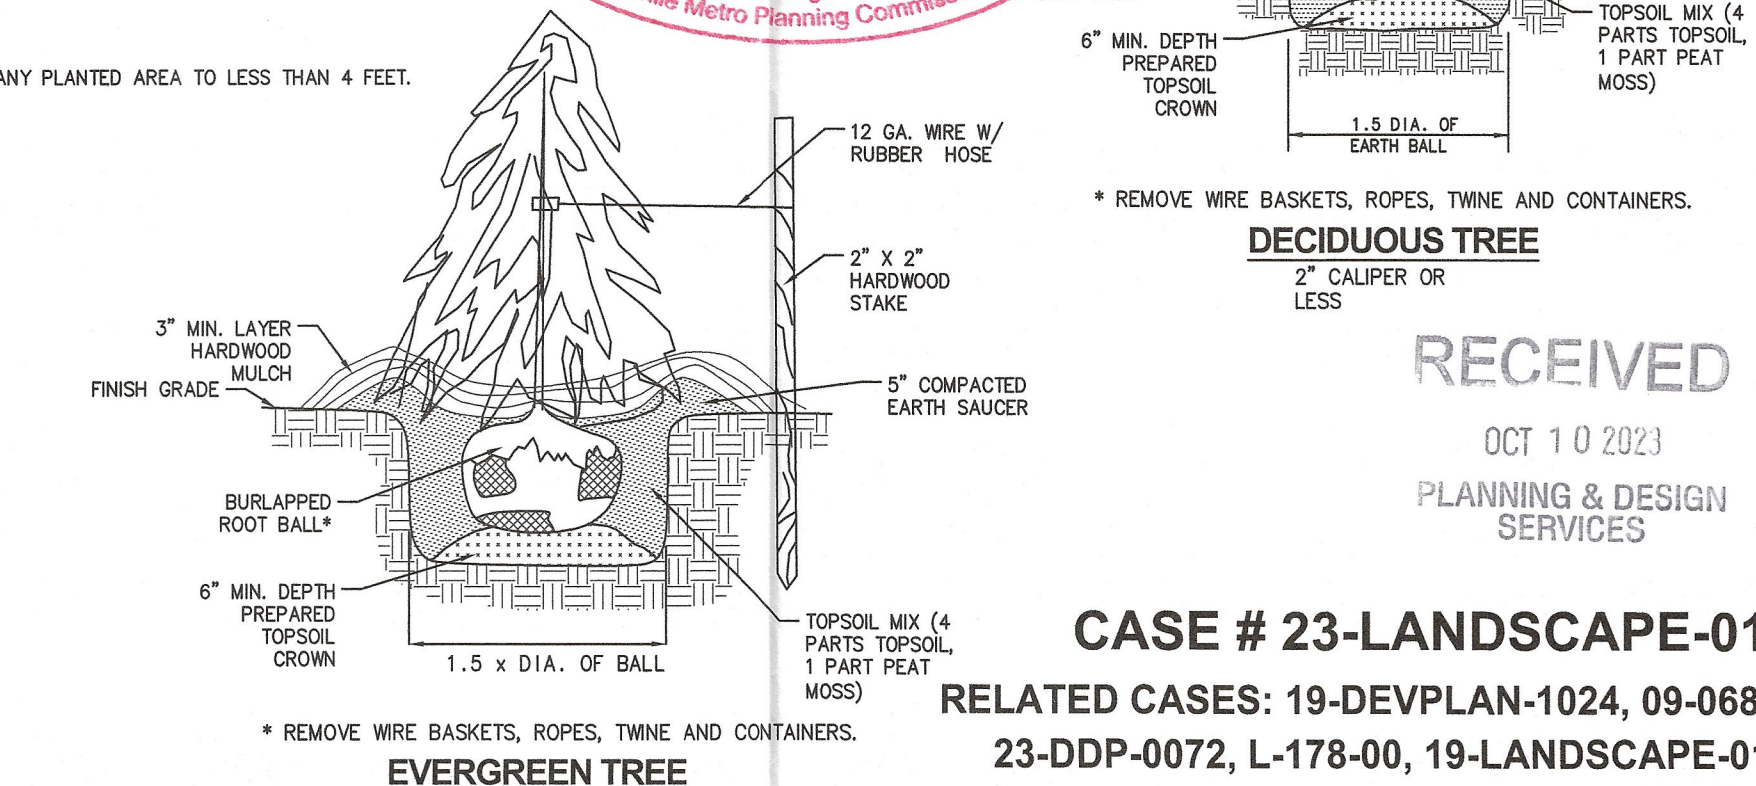 Metro Planning
ANY PLANTED AREA TO LESS THAN 4 FEET.
12 GA. WIRE W/
RUBBER HOSE
2" X 2"
HARDWOOD
STAKE
3" MIN. LAYER
HARDWOOD
MULCH
FINISH GRADE
5" COMPACTED
EARTH SAUCER
BURLAPPED
ROOT BALL*
6" MIN. DEPTH
PREPARED
TOPSOIL
CROWN
TOPSOIL MIX (4
PARTS TOPSOIL,
1 PART PEAT
MOSS)
1.5 x DIA. OF BALL
* REMOVE WIRE BASKETS, ROPES, TWINE AND CONTAINERS.
EVERGREEN TREE
6" MIN. DEPTH
PREPARED
TOPSOIL
CROWN
TOPSOIL MIX (4
PARTS TOPSOIL,
1 PART PEAT
MOSS)
1.5 DIA. OF
EARTH BALL
* REMOVE WIRE BASKETS, ROPES, TWINE AND CONTAINERS.
DECIDUOUS TREE
2" CALIPER OR
LESS
RECEIVED
OCT 10 2023
PLANNING & DESIGN
SERVICES
CASE # 23-LANDSCAPE-01
RELATED CASES: 19-DEVPLAN-1024, 09-068
23-DDP-0072, L-178-00, 19-LANDSCAPE-01